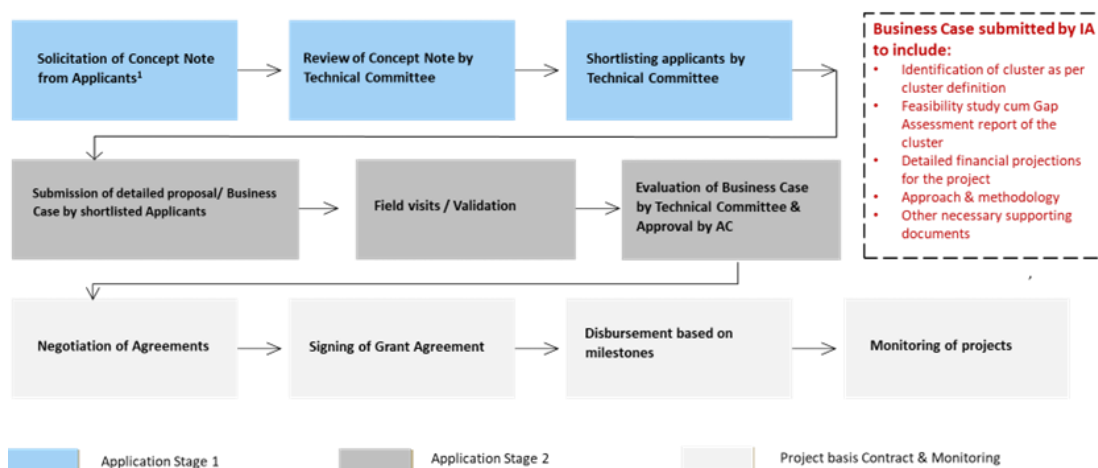 Solicitation of Concept Note
from Applicants¹
Review of Concept Note by
Technical Committee
Shortlisting applicants by
Technical Committee
Business Case submitted by IA
to include:
• Identification of cluster as per
cluster definition
• Feasibility study cum Gap
Assessment report of the
cluster
• Detailed financial projections
for the project
• Approach & methodology
• Other necessary supporting
documents
Submission of detailed proposal/ Business
Case by shortlisted Applicants
Field visits / Validation
Evaluation of Business Case
by Technical Committee &
Approval by AC
Negotiation of Agreements
Signing of Grant Agreement
Disbursement based on
milestones
Monitoring of projects
Application Stage 1
Application Stage 2
Project basis Contract & Monitoring